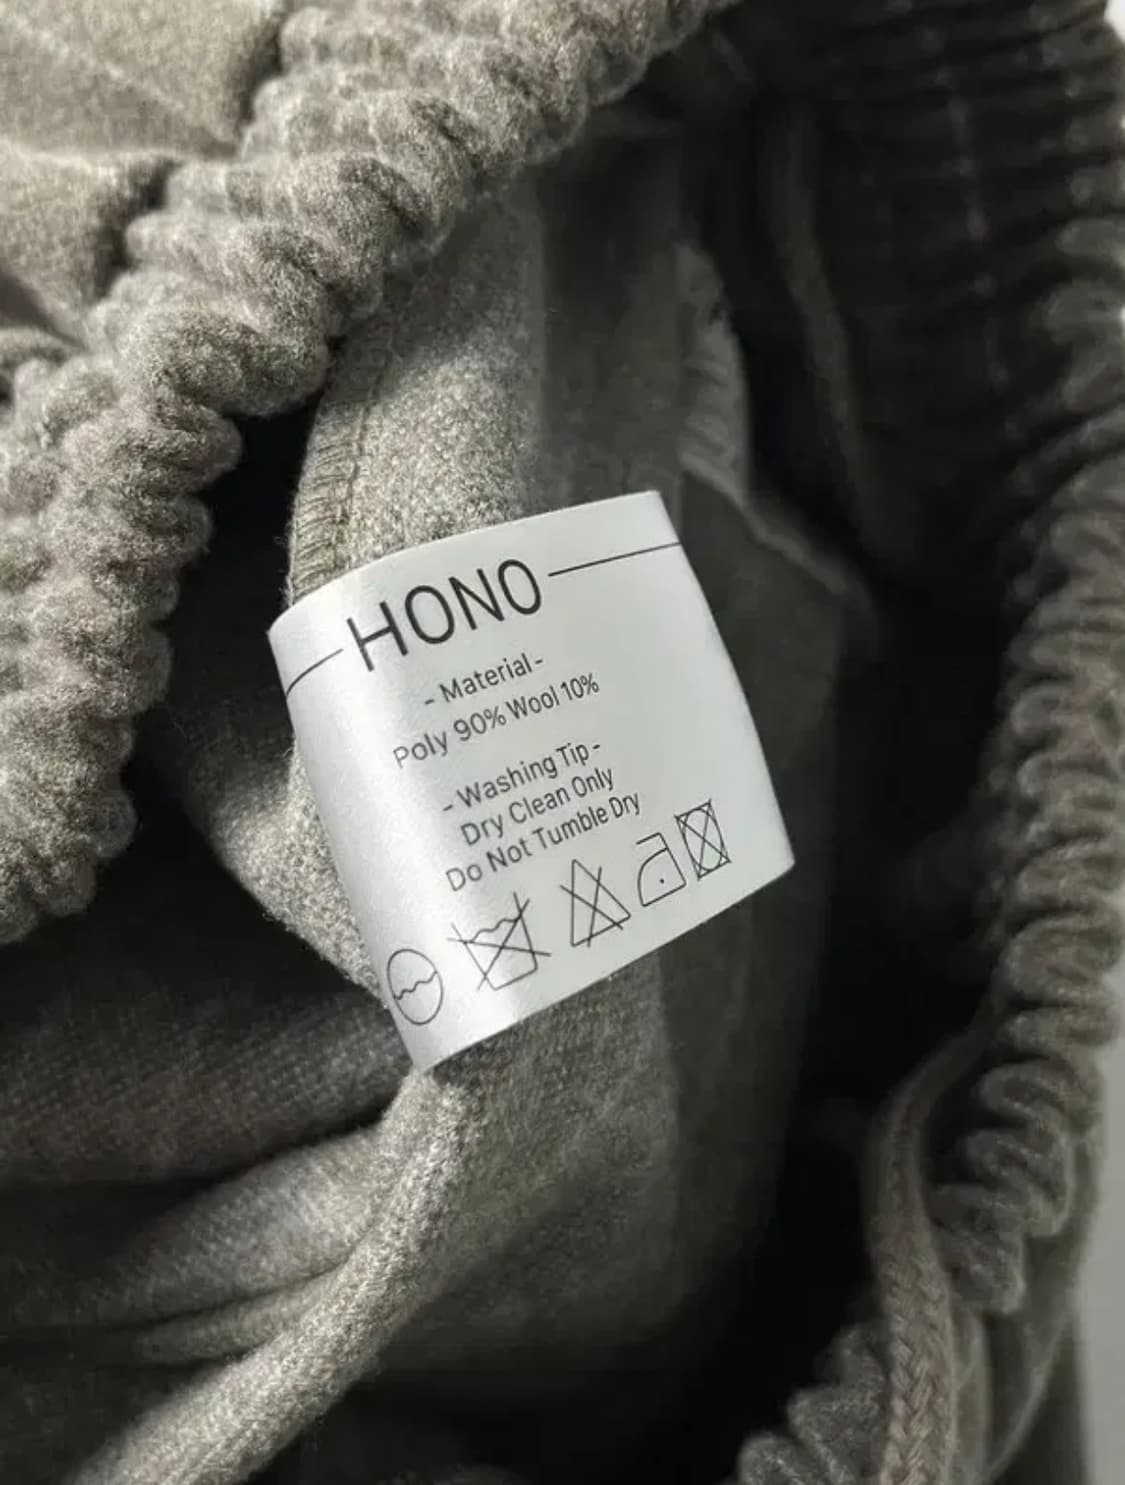 HONO
- Material-
Poly 90% Wool 10%
- Washing Tip -
Dry Clean Only
Do Not Tumble Dry